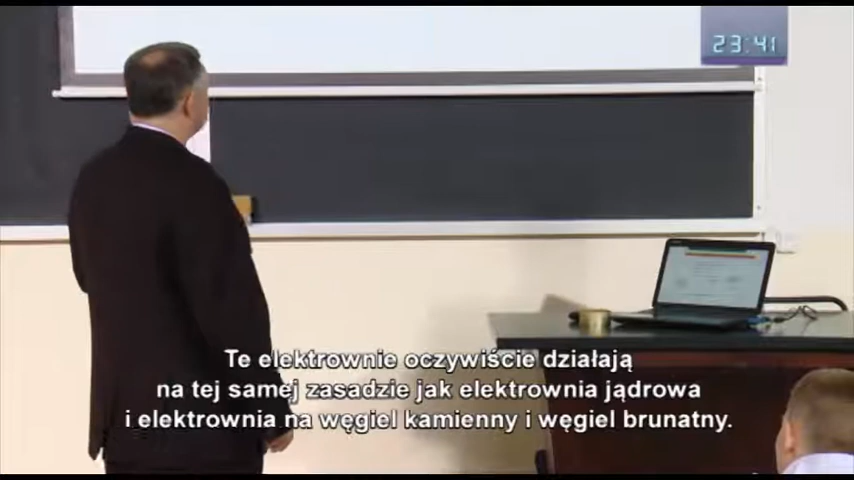 23:41
Te elektrownie oczywiście działają
na tej samej zasadzie jak elektrownia jądrowa
i elektrownia na węgiel kamienny i węgiel brunatny.